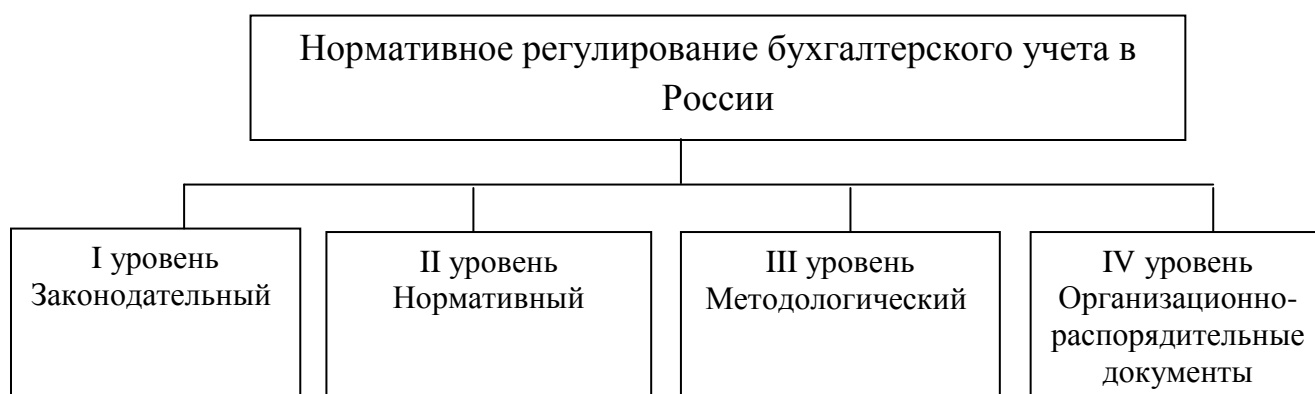 Нормативное регулирование бухгалтерского учета в
России
I уровень
Законодательный
II уровень
Нормативный
III уровень
Методологический
IV уровень
Организационно-
распорядительные
документы